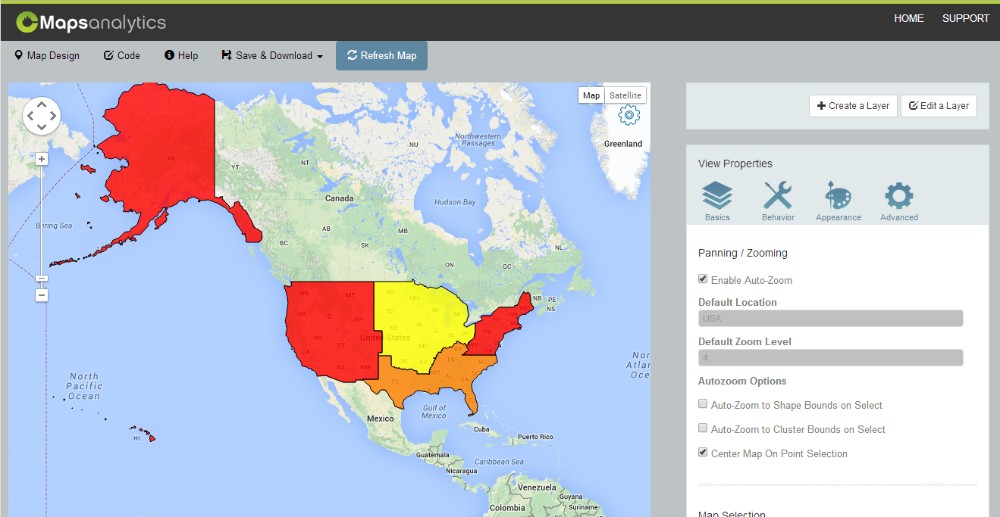 CMapsanalytics
HOME SUPPORT
Map Design Code Help Save & Download Refresh Map
Map Satellite
Create a Layer Edit a Layer
Greenland
Northwestern
Passages
NU
AK
YT
NT
Canada
Hudson Bay
Bering Sea
AB
MB
BC
SK
NL
ON
QC
WA MT ND MN
OR ID WY SD WI MI
NV UT NE IA IL IN OH
United States
CA MO
AZ NM OK AR
TX LA MS AL GA
TN NC SC
KY WV VA
PA NY NH ME
FL
NB PE
NS
North
Pacific
Ocean
HI
Nor
Atlan
Oce
Gulf of
Mexico
Mexico
Cuba
Puerto Rico
Guatemala
Caribbean Sea
Nicaragua
Venezuela
Guyana
Suriname
Colombia
View Properties
Basics Behavior Appearance Advanced
Panning / Zooming
Enable Auto-Zoom
Default Location
USA
Default Zoom Level
4
Autozoom Options
Auto-Zoom to Shape Bounds on Select
Auto-Zoom to Cluster Bounds on Select
Center Map On Point Selection
Map Selection